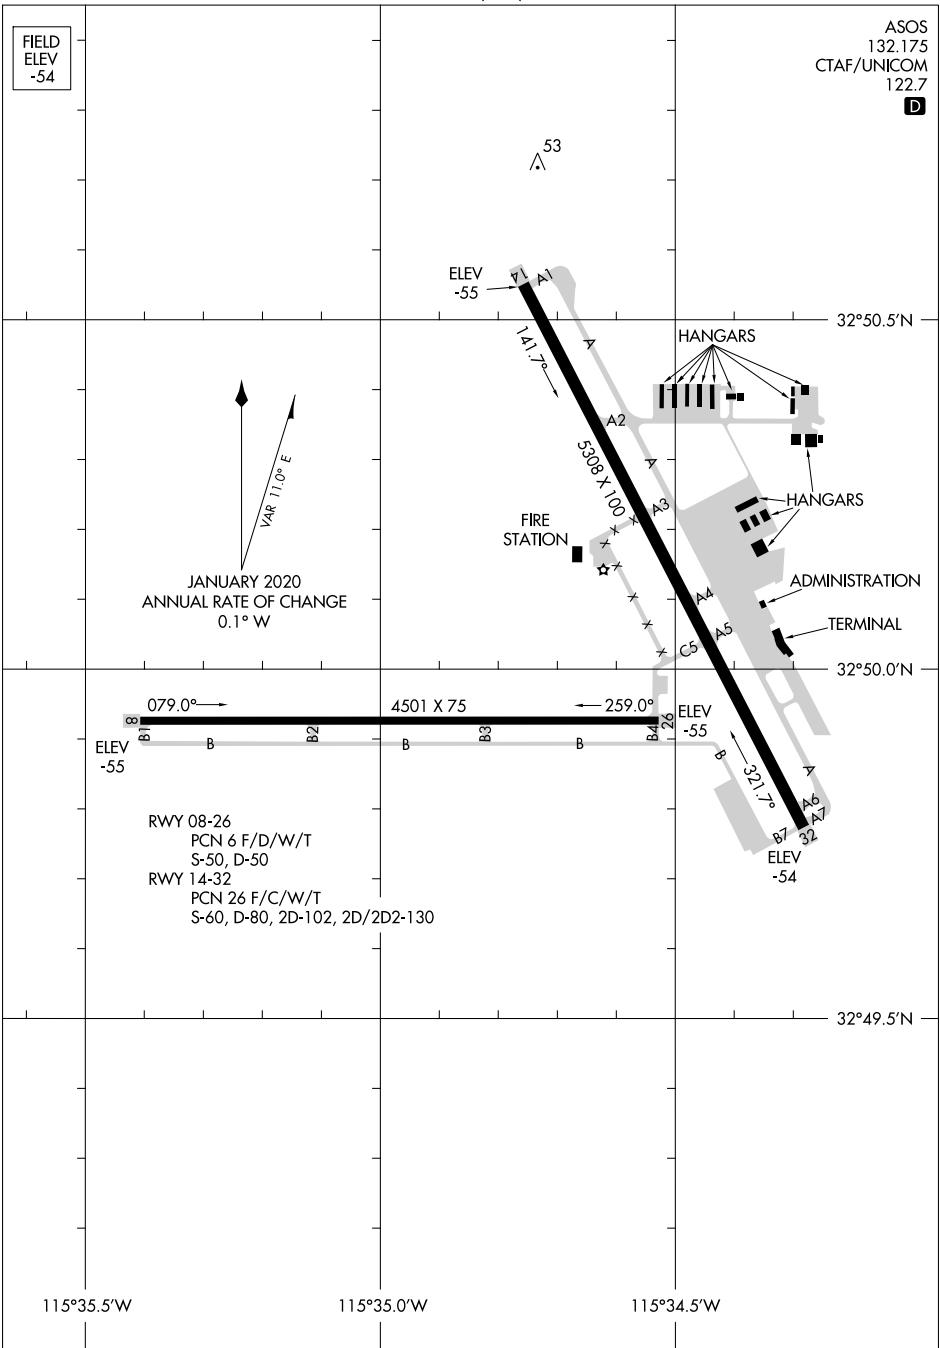 FIELD
ELEV
-54
ASOS
132.175
CTAF/UNICOM
122.7
D
53
ELEV
-55
14
A1
32°50.5'N
141.7°
A
HANGARS
A2
5308 X 100
A
A3
VAR 11.0° E
HANGARS
FIRE
STATION
JANUARY 2020
ANNUAL RATE OF CHANGE
0.1° W
ADMINISTRATION
A4
TERMINAL
A5
C5
32°50.0'N
079.0°
4501 X 75
259.0°
8
26
ELEV
-55
B1
B2
B3
B4
ELEV
-55
B
B
B
B
321.7°
A
A6
A7
B7
32
ELEV
-54
RWY 08-26
PCN 6 F/D/W/T
S-50, D-50
RWY 14-32
PCN 26 F/C/W/T
S-60, D-80, 2D-102, 2D/2D2-130
32°49.5'N
115°35.5'W
115°35.0'W
115°34.5'W